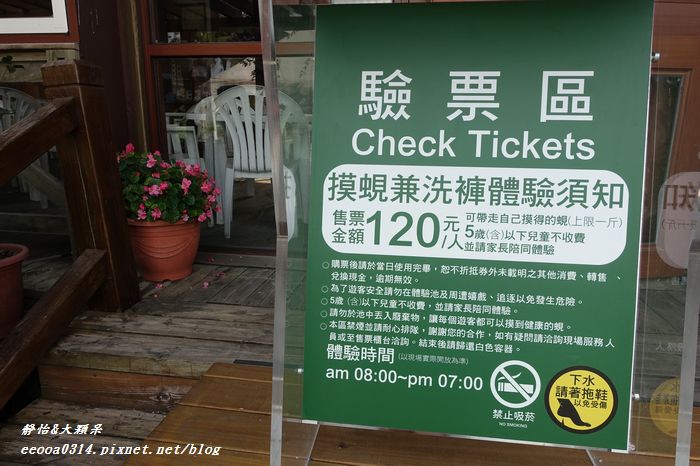 驗票區
Check Tickets
摸蜆兼洗褲體驗須知
售票金額120元/人
可帶走自己摸得的蜆(上限一斤)
5歲(含)以下兒童不收費
並請家長陪同體驗
○購票後請於當日使用完畢，恕不折抵券外未載明之其他消費、轉售、
兌換現金，逾期無效。
○為了遊客安全請勿在體驗池及周遭嬉戲、追逐以免發生危險。
○5歲(含)以下兒童不收費，並請家長陪同體驗。
○請勿於池中丟入廢棄物，讓每個遊客都可以摸到健康的蜆。
○本區禁煙並請耐心排隊，謝謝您的合作，如有疑問請洽詢現場服務人
員或至售票櫃台洽詢。結束後請歸還白色容器。
體驗時間(以現場實際開放為準)
am 08:00~pm 07:00
禁止吸菸
NO SMOKING
下水
請著拖鞋
以免受傷
靜怡&大顆呆
eeooa0314.pixnet.net/blog